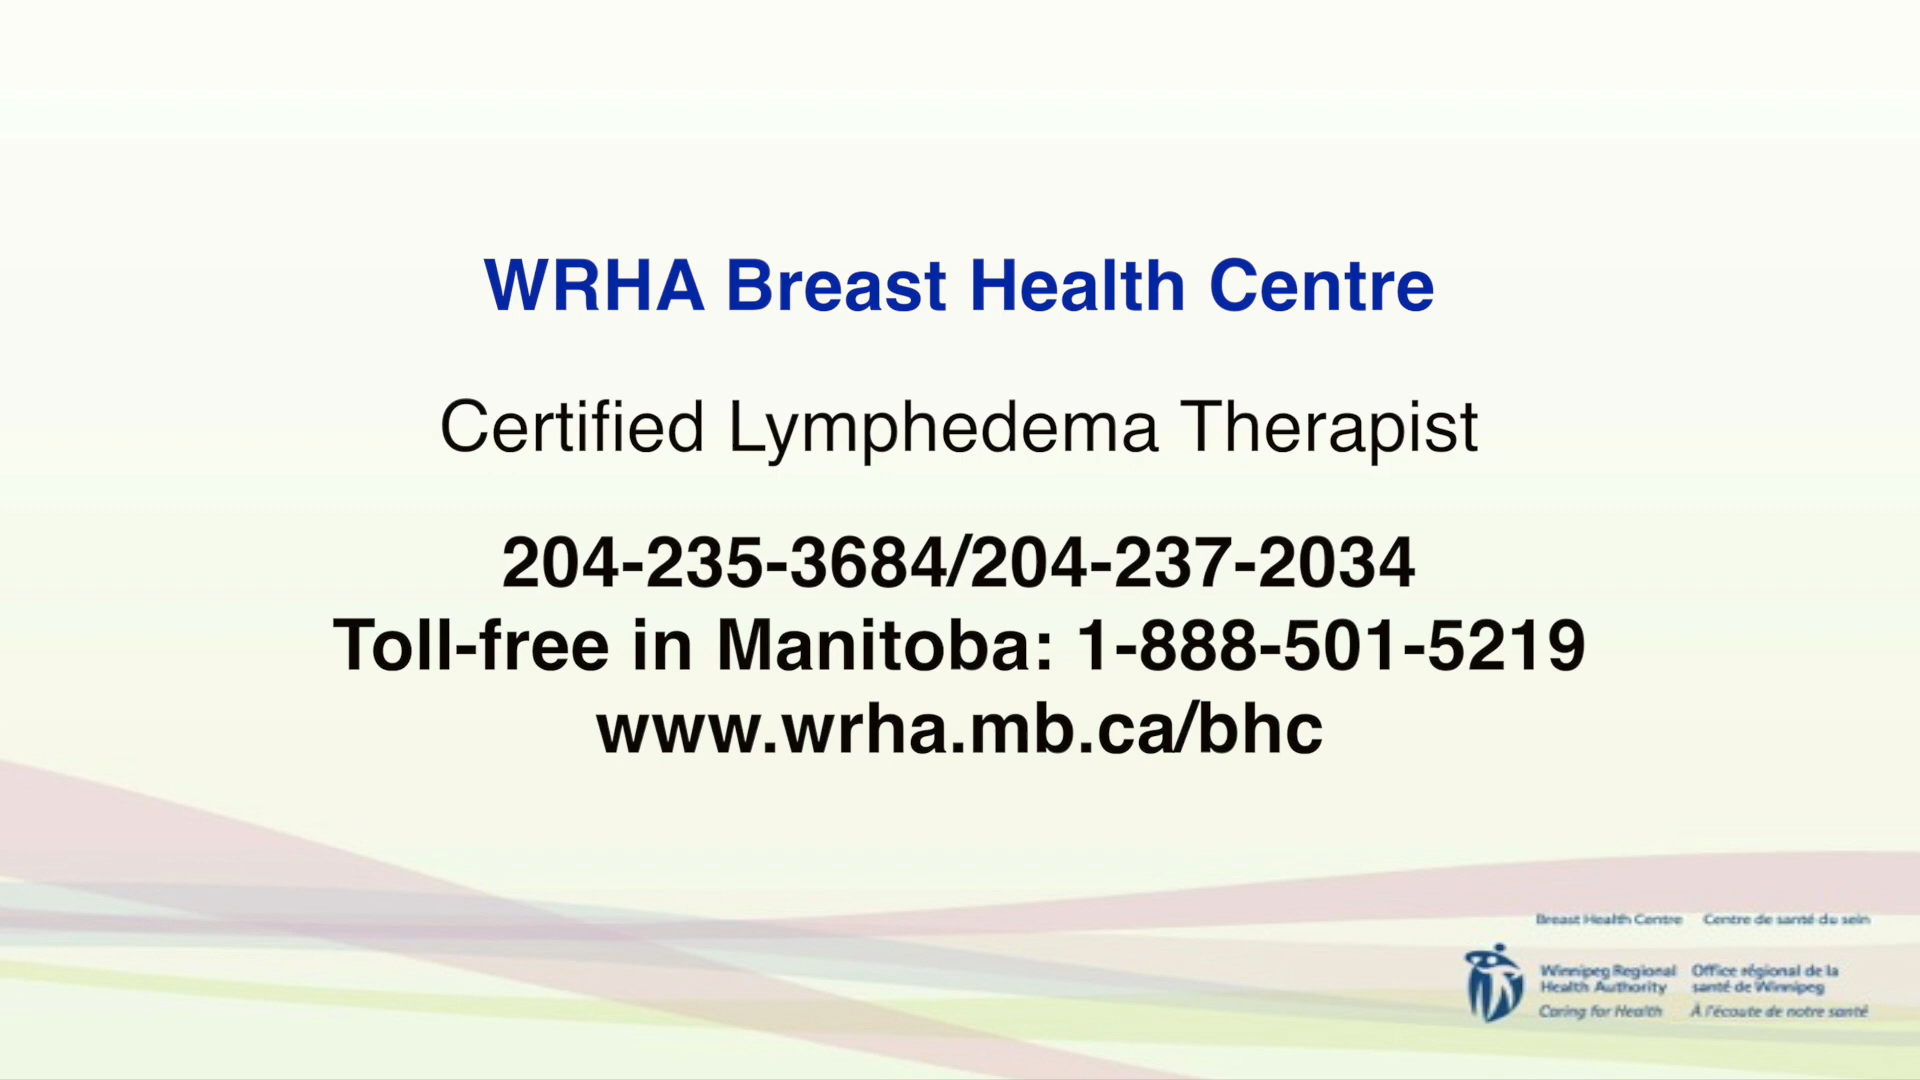 WRHA Breast Health Centre
Certified Lymphedema Therapist
204-235-3684/204-237-2034
Toll-free in Manitoba: 1-888-501-5219
www.wrha.mb.ca/bhc
Breast Health Centre Centre de santé du sein
Winnipeg Regional Office régional de la
Health Authority santé de Winnipeg
Caring for Health À l'écoute de notre santé